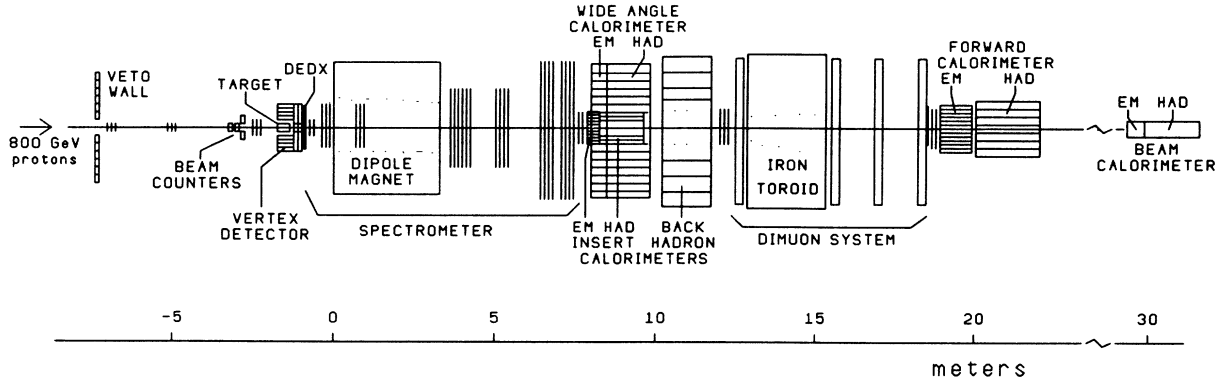 WIDE ANGLE
CALORIMETER
EM HAD
FORWARD
CALORIMETER
EM HAD
DEDX
VETO
WALL
TARGET
EM HAD
800 GeV
protons
BEAM
COUNTERS
DIPOLE
MAGNET
IRON
TOROID
BEAM
CALORIMETER
VERTEX
DETECTOR
SPECTROMETER
EM HAD
INSERT
CALORIMETERS
BACK
HADRON
DIMUON SYSTEM
-5 0 5 10 15 20 30
meters